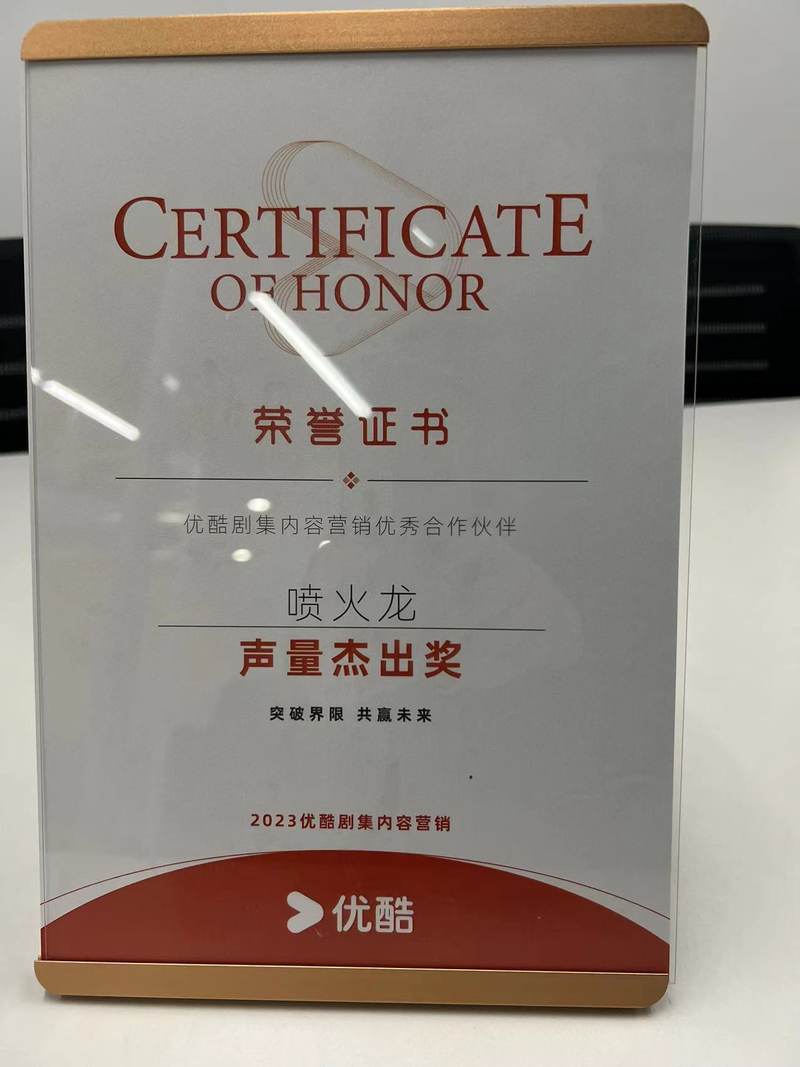 CERTIFICATE
OF HONOR
荣誉证书
优酷剧集内容营销优秀合作伙伴
喷火龙
声量杰出奖
突破界限 共赢未来
2023优酷剧集内容营销
优酷